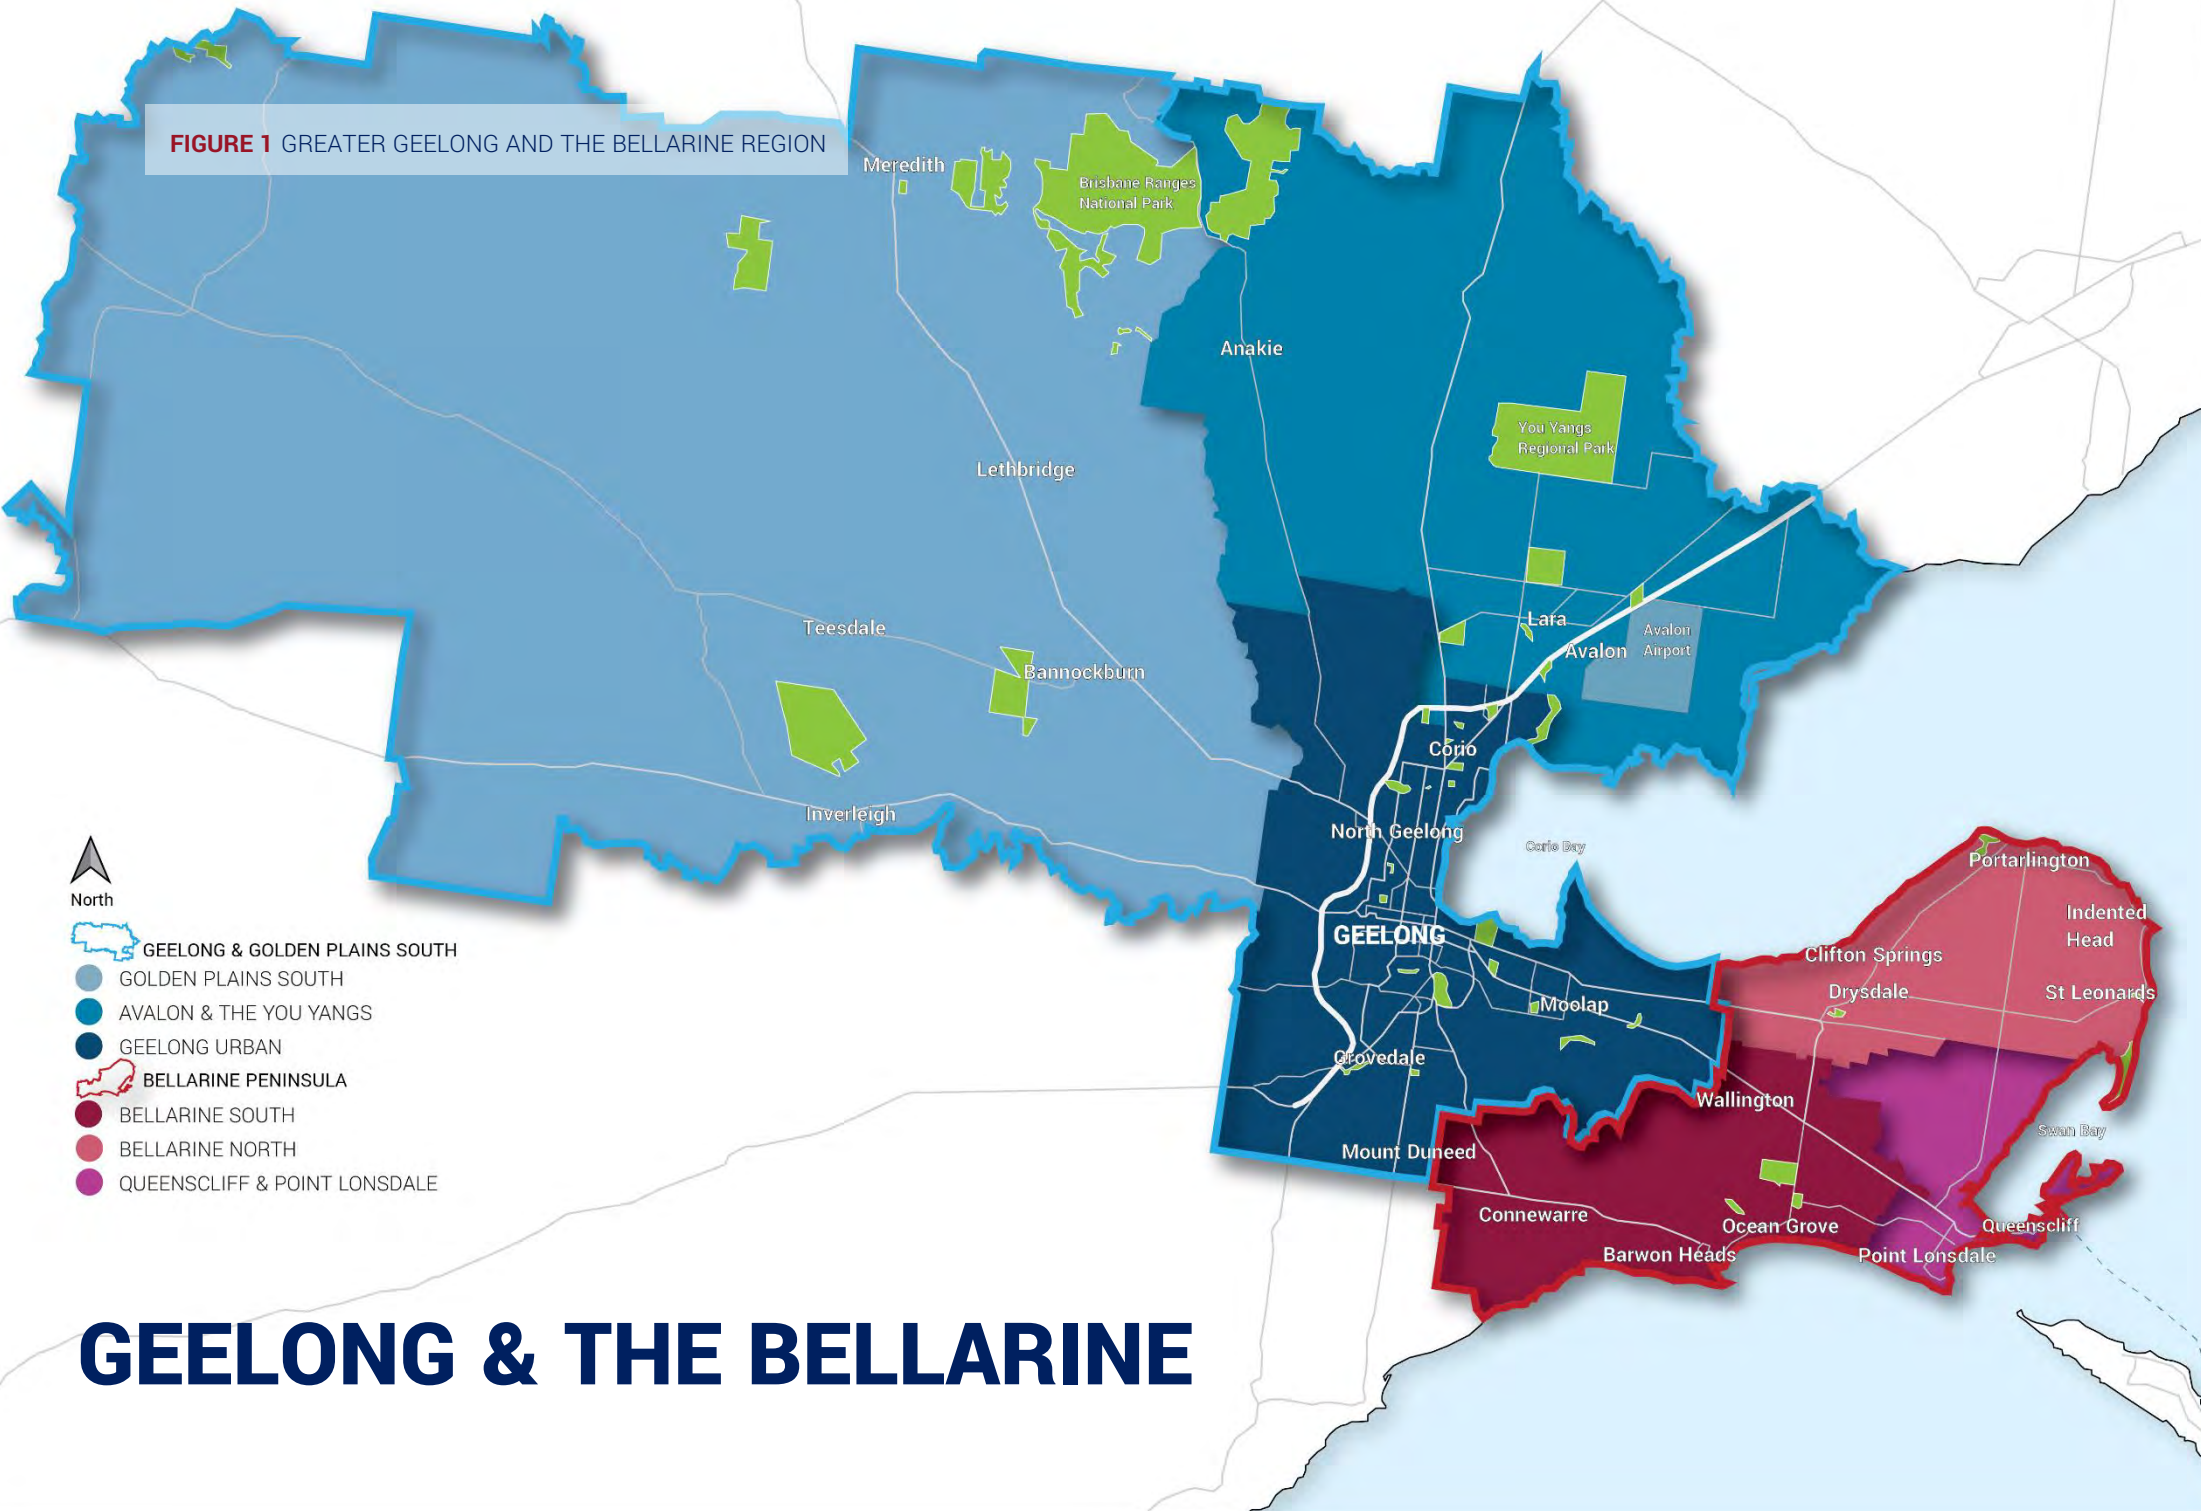 FIGURE 1 GREATER GEELONG AND THE BELLARINE REGION
Meredith
Brisbane Ranges
National Park
Anakie
You Yangs
Regional Park
Lethbridge
Teesdale
Bannockburn
Lara
Avalon
Avalon
Airport
Corio
Inverleigh
North Geelong
Corio Bay
Portarlington
Indented
Head
GEELONG
Clifton Springs
Drysdale
St Leonards
Moolap
Grovedale
Wallington
Swan Bay
Mount Duneed
Connewarre
Ocean Grove
Queenscliff
Barwon Heads
Point Lonsdale
North
GEELONG & GOLDEN PLAINS SOUTH
GOLDEN PLAINS SOUTH
AVALON & THE YOU YANGS
GEELONG URBAN
BELLARINE PENINSULA
BELLARINE SOUTH
BELLARINE NORTH
QUEENSCLIFF & POINT LONSDALE
GEELONG & THE BELLARINE